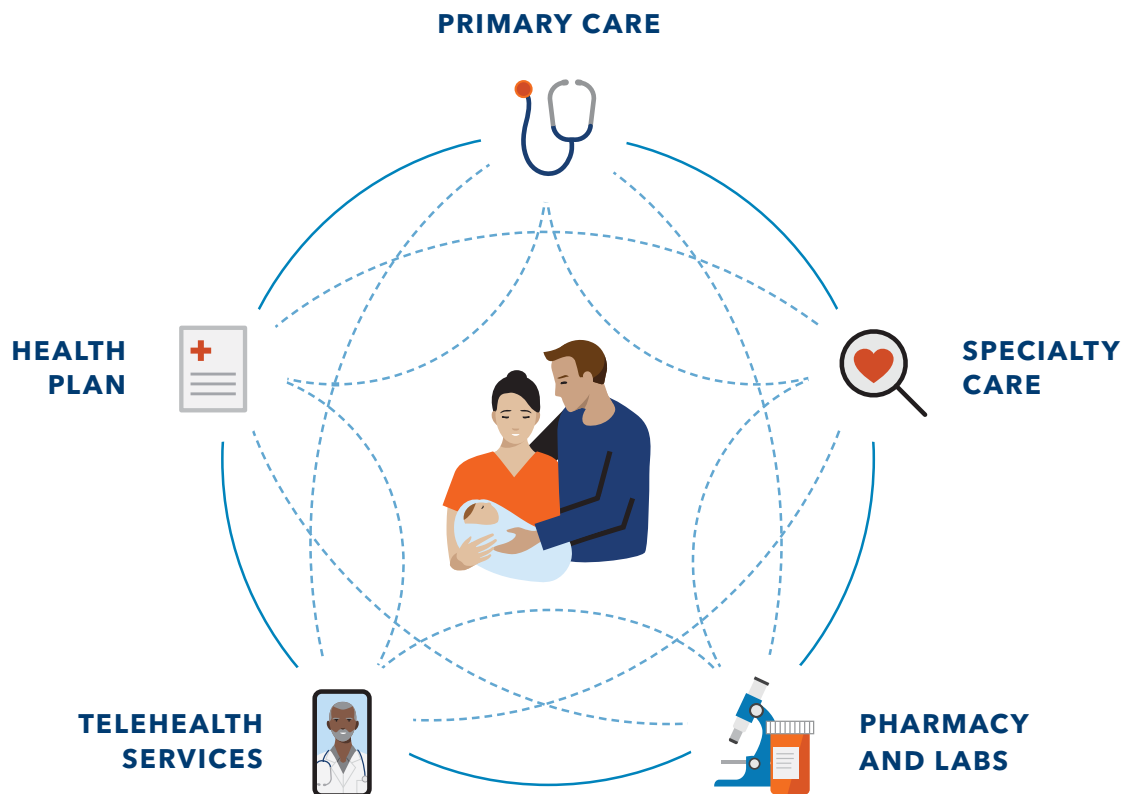 PRIMARY CARE
HEALTH
PLAN
SPECIALTY
CARE
TELEHEALTH
SERVICES
PHARMACY
AND LABS